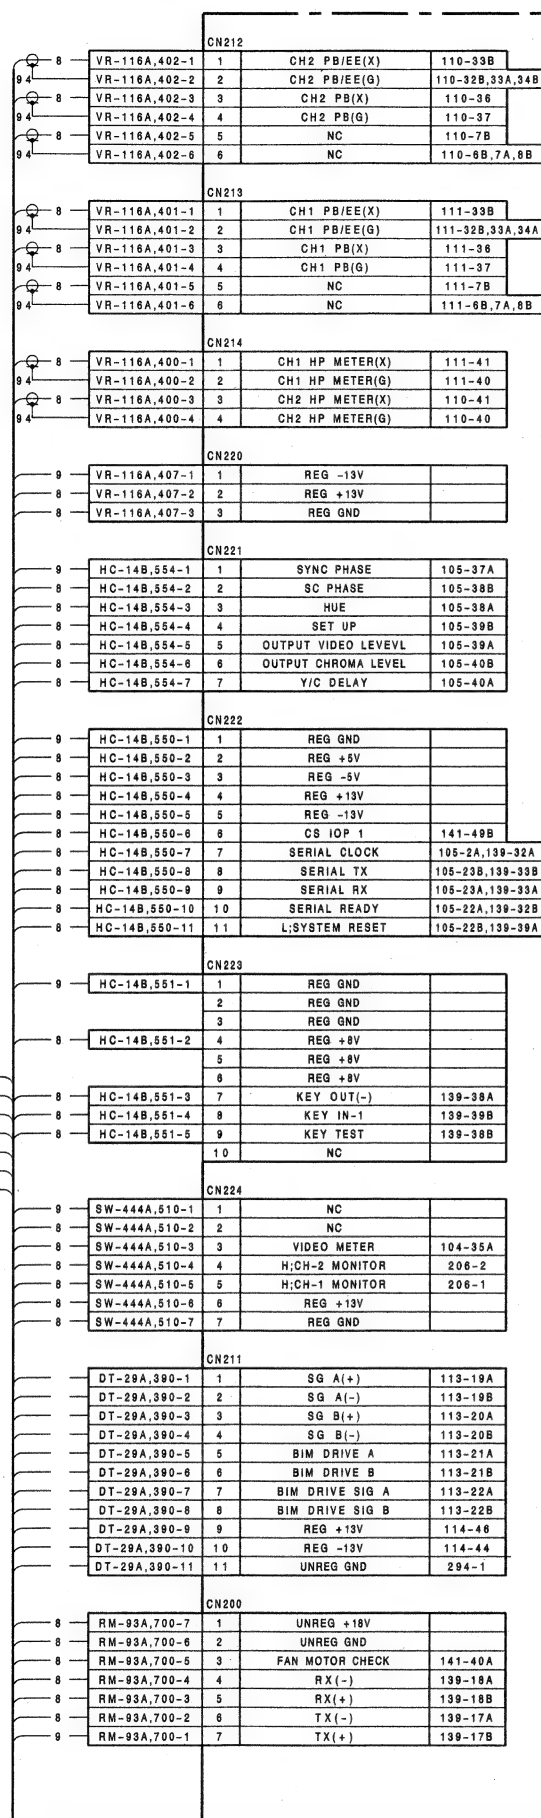 CN212
8 VR-116A,402-1 1 CH2 PB/EE(X) 110-33B
94 VR-116A,402-2 2 CH2 PB/EE(G) 110-32B,33A,34B
8 VR-116A,402-3 3 CH2 PB(X) 110-36
94 VR-116A,402-4 4 CH2 PB(G) 110-37
8 VR-116A,402-5 5 NC 110-7B
94 VR-116A,402-6 6 NC 110-6B,7A,8B
CN213
8 VR-116A,401-1 1 CH1 PB/EE(X) 111-33B
94 VR-116A,401-2 2 CH1 PB/EE(G) 111-32B,33A,34A
8 VR-116A,401-3 3 CH1 PB(X) 111-36
94 VR-116A,401-4 4 CH1 PB(G) 111-37
8 VR-116A,401-5 5 NC 111-7B
94 VR-116A,401-6 6 NC 111-6B,7A,8B
CN214
8 VR-116A,400-1 1 CH1 HP METER(X) 111-41
94 VR-116A,400-2 2 CH1 HP METER(G) 111-40
8 VR-116A,400-3 3 CH2 HP METER(X) 110-41
94 VR-116A,400-4 4 CH2 HP METER(G) 110-40
CN220
9 VR-116A,407-1 1 REG -13V
8 VR-116A,407-2 2 REG +13V
8 VR-116A,407-3 3 REG GND
CN221
9 HC-14B,554-1 1 SYNC PHASE 105-37A
8 HC-14B,554-2 2 SC PHASE 105-38B
8 HC-14B,554-3 3 HUE 105-38A
8 HC-14B,554-4 4 SET UP 105-39B
8 HC-14B,554-5 5 OUTPUT VIDEO LEVEVL 105-39A
8 HC-14B,554-6 6 OUTPUT CHROMA LEVEL 105-40B
8 HC-14B,554-7 7 Y/C DELAY 105-40A
CN222
9 HC-14B,550-1 1 REG GND
8 HC-14B,550-2 2 REG +5V
8 HC-14B,550-3 3 REG -5V
8 HC-14B,550-4 4 REG +13V
8 HC-14B,550-5 5 REG -13V
8 HC-14B,550-6 6 CS IOP 1 141-49B
8 HC-14B,550-7 7 SERIAL CLOCK 105-2A,139-32A
8 HC-14B,550-8 8 SERIAL TX 105-23B,139-33B
8 HC-14B,550-9 9 SERIAL RX 105-23A,139-33A
8 HC-14B,550-10 10 SERIAL READY 105-22A,139-32B
8 HC-14B,550-11 11 L;SYSTEM RESET 105-22B,139-39A
CN223
9 HC-14B,551-1 1 REG GND
2 REG GND
3 REG GND
8 HC-14B,551-2 4 REG +8V
5 REG +8V
6 REG +8V
8 HC-14B,551-3 7 KEY OUT(-) 139-38A
8 HC-14B,551-4 8 KEY IN-1 139-39B
8 HC-14B,551-5 9 KEY TEST 139-38B
10 NC
CN224
9 SW-444A,510-1 1 NC
8 SW-444A,510-2 2 NC
8 SW-444A,510-3 3 VIDEO METER 104-35A
8 SW-444A,510-4 4 H;CH-2 MONITOR 206-2
8 SW-444A,510-5 5 H;CH-1 MONITOR 206-1
8 SW-444A,510-6 6 REG +13V
8 SW-444A,510-7 7 REG GND
CN211
DT-29A,390-1 1 SG A(+) 113-19A
DT-29A,390-2 2 SG A(-) 113-19B
DT-29A,390-3 3 SG B(+) 113-20A
DT-29A,390-4 4 SG B(-) 113-20B
DT-29A,390-5 5 BIM DRIVE A 113-21A
DT-29A,390-6 6 BIM DRIVE B 113-21B
DT-29A,390-7 7 BIM DRIVE SIG A 113-22A
DT-29A,390-8 8 BIM DRIVE SIG B 113-22B
DT-29A,390-9 9 REG +13V 114-46
DT-29A,390-10 10 REG -13V 114-44
DT-29A,390-11 11 UNREG GND 294-1
CN200
8 RM-93A,700-7 1 UNREG +18V
8 RM-93A,700-6 2 UNREG GND
8 RM-93A,700-5 3 FAN MOTOR CHECK 141-40A
8 RM-93A,700-4 4 RX(-) 139-18A
8 RM-93A,700-3 5 RX(+) 139-18B
8 RM-93A,700-2 6 TX(-) 139-17A
9 RM-93A,700-1 7 TX(+) 139-17B